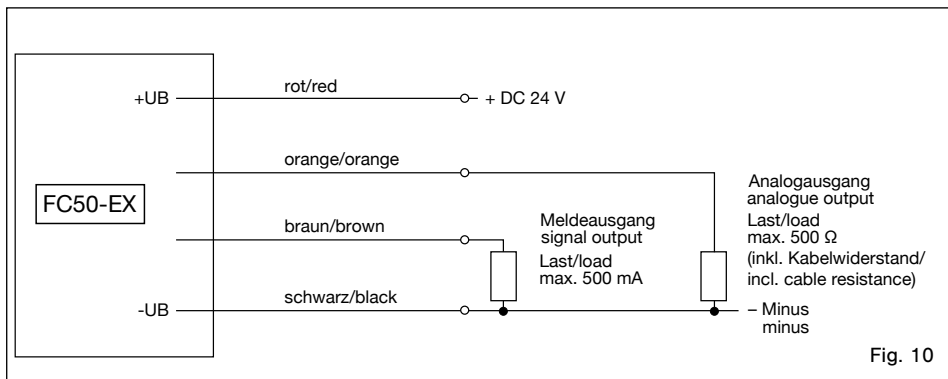 +UB
rot/red
+ DC 24 V
orange/orange
FC50-EX
braun/brown
Meldeausgang
signal output
Last/load
max. 500 mA
Analogausgang
analogue output
Last/load
max. 500 Ω
(inkl. Kabelwiderstand/
incl. cable resistance)
-UB
schwarz/black
– Minus
minus
Fig. 10